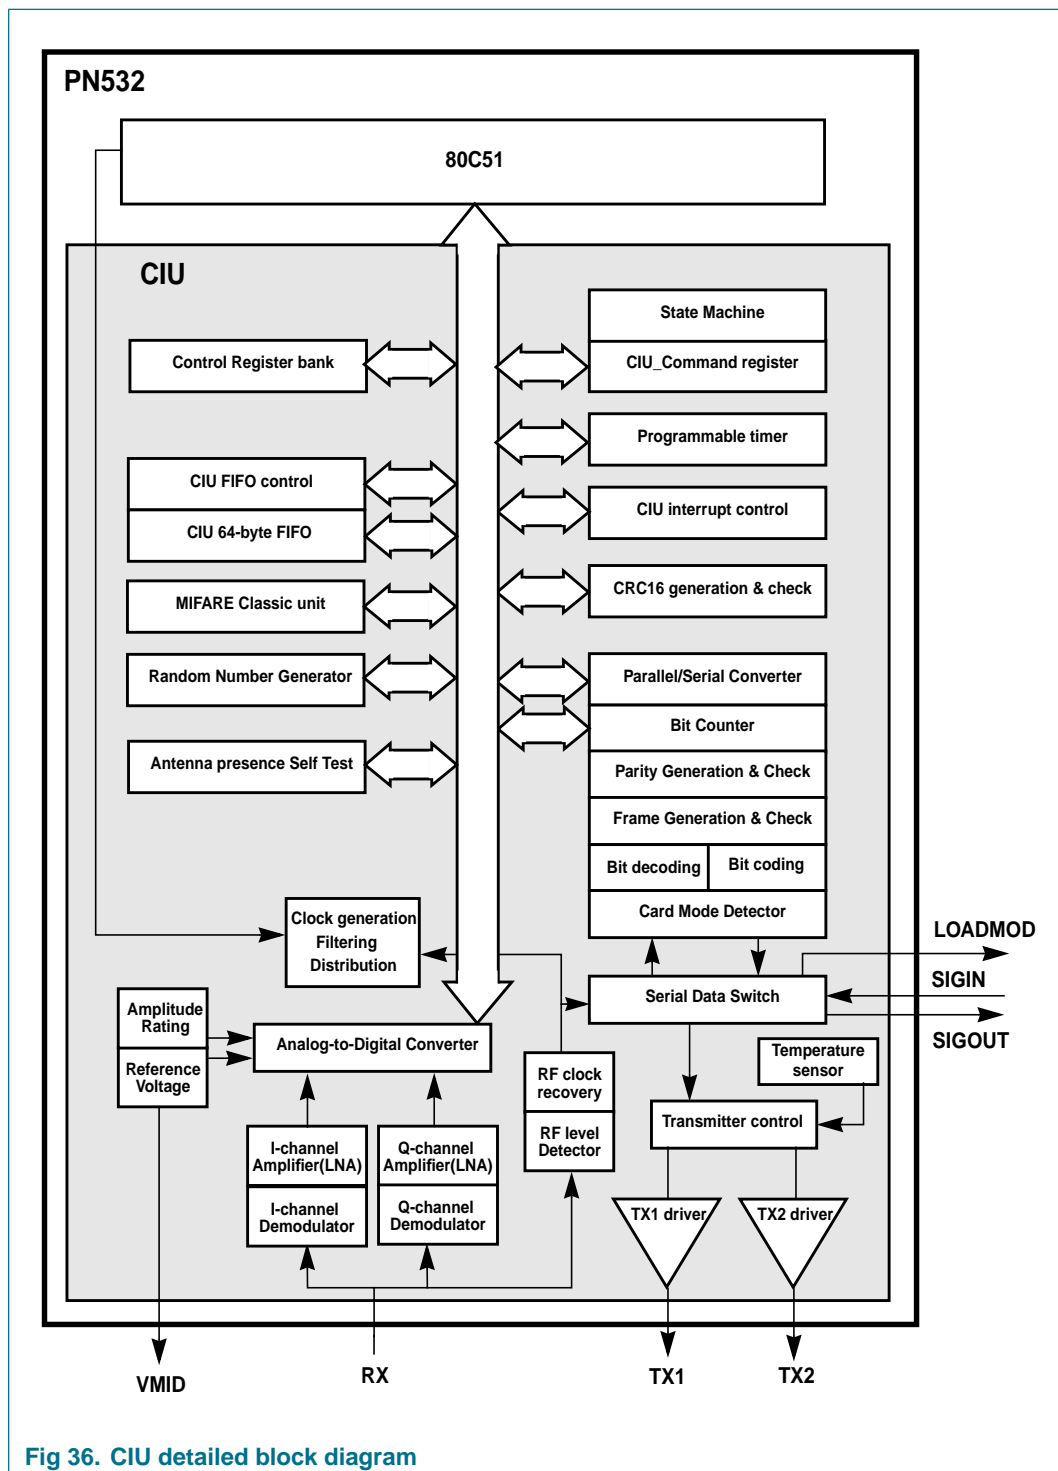 PN532
80C51
CIU
State Machine
Control Register bank
CIU_Command register
Programmable timer
CIU FIFO control
CIU interrupt control
CIU 64-byte FIFO
MIFARE Classic unit
CRC16 generation & check
Random Number Generator
Parallel/Serial Converter
Bit Counter
Antenna presence Self Test
Parity Generation & Check
Frame Generation & Check
Bit decoding
Bit coding
Clock generation
Filtering
Distribution
Card Mode Detector
LOADMOD
SIGIN
SIGOUT
Serial Data Switch
Amplitude
Rating
Reference
Voltage
Analog-to-Digital Converter
RF clock
recovery
RF level
Detector
Temperature
sensor
Transmitter control
I-channel
Amplifier(LNA)
I-channel
Demodulator
Q-channel
Amplifier(LNA)
Q-channel
Demodulator
TX1 driver
TX2 driver
VMID
RX
TX1
TX2
Fig 36. CIU detailed block diagram